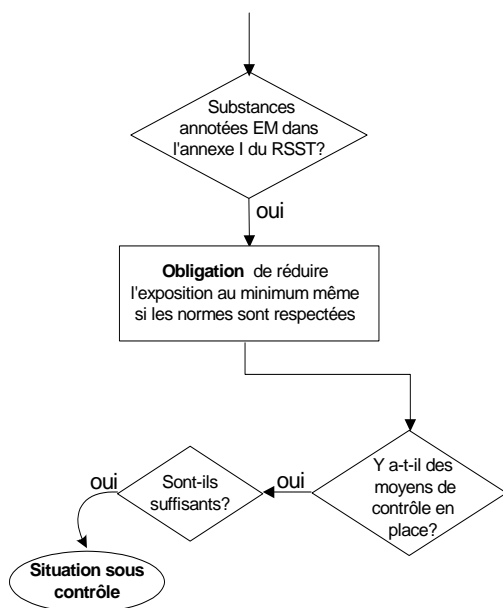 Substances
annotées EM dans
l'annexe I du RSST?
oui
Obligation de réduire
l'exposition au minimum même
si les normes sont respectées
Y a-t-il des
moyens de
contrôle en
place?
oui
Sont-ils
suffisants?
oui
Situation sous
contrôle